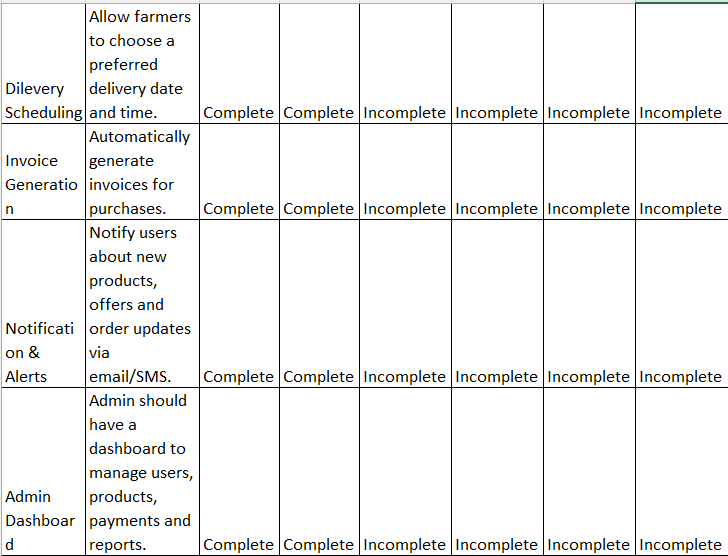 Dilevery
Scheduling
Allow farmers
to choose a
preferred
delivery date
and time.
Complete Complete Incomplete Incomplete Incomplete Incomplete
Invoice
Generatio
n
Automatically
generate
invoices for
purchases.
Complete Complete Incomplete Incomplete Incomplete Incomplete
Notificati
on &
Alerts
Notify users
about new
products,
offers and
order updates
via
email/SMS.
Complete Complete Incomplete Incomplete Incomplete Incomplete
Admin
Dashboar
d
Admin should
have a
dashboard to
manage users,
products,
payments and
reports.
Complete Complete Incomplete Incomplete Incomplete Incomplete